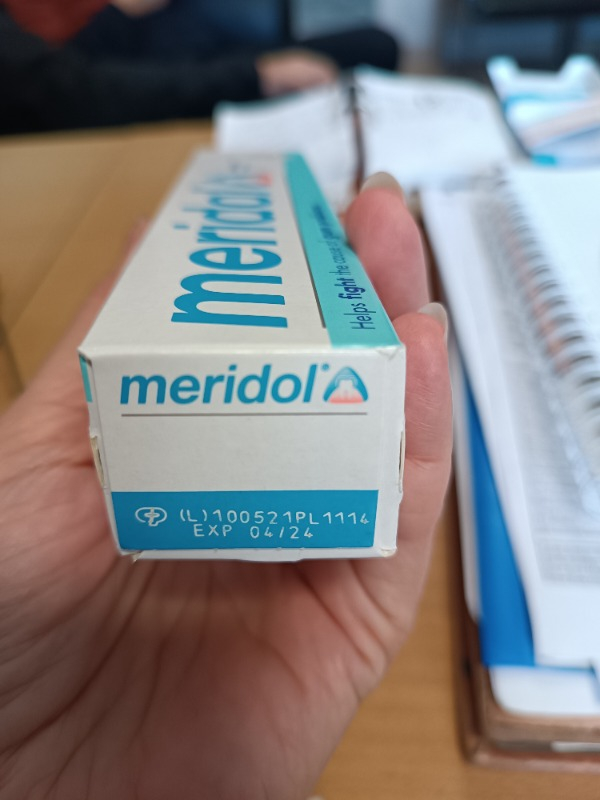 meridol
Helps fight the cause of
meridol®
(L)100521PL1114
EXP 04/24